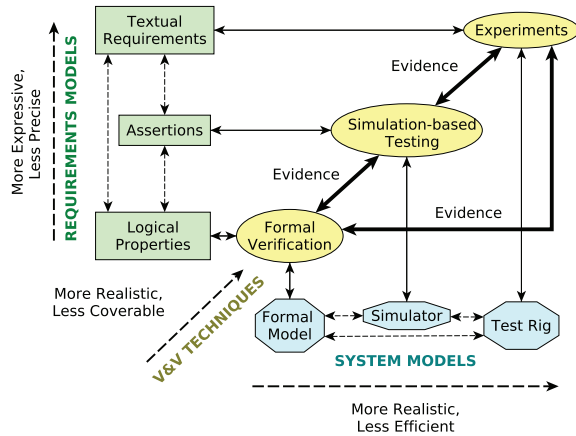 Textual
Requirements
Experiments
Evidence
Assertions
Simulation-based
Testing
Evidence
Evidence
Logical
Properties
Formal
Verification
More Expressive,
Less Precise
REQUIREMENTS MODELS
More Realistic,
Less Coverable
V&V TECHNIQUES
Formal
Model
Simulator
Test Rig
SYSTEM MODELS
More Realistic,
Less Efficient